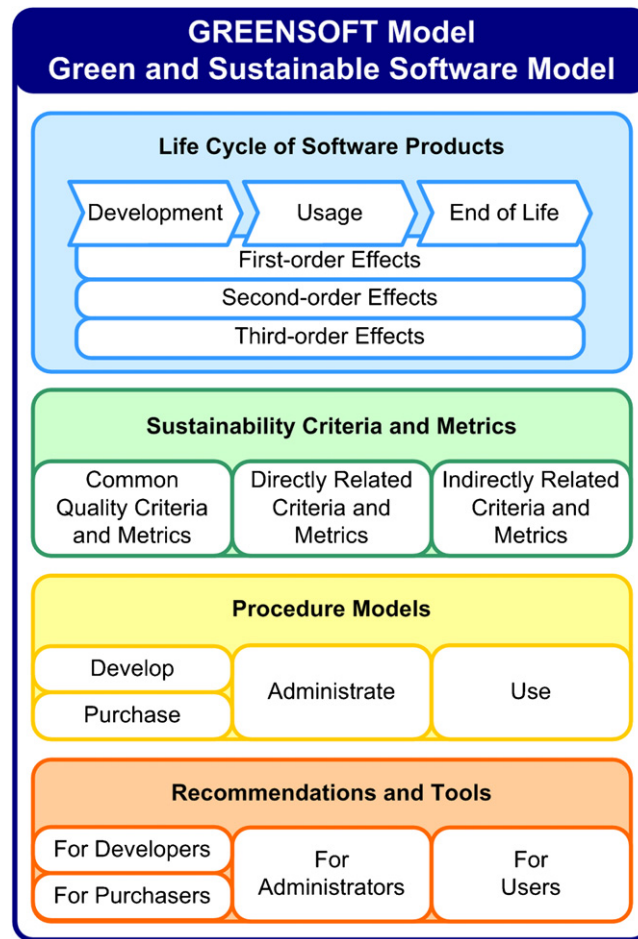 GREENSOFT Model
Green and Sustainable Software Model
Life Cycle of Software Products
Development
Usage
End of Life
First-order Effects
Second-order Effects
Third-order Effects
Sustainability Criteria and Metrics
Common
Quality Criteria
and Metrics
Directly Related
Criteria and
Metrics
Indirectly Related
Criteria and
Metrics
Procedure Models
Develop
Purchase
Administrate
Use
Recommendations and Tools
For Developers
For Purchasers
For
Administrators
For
Users